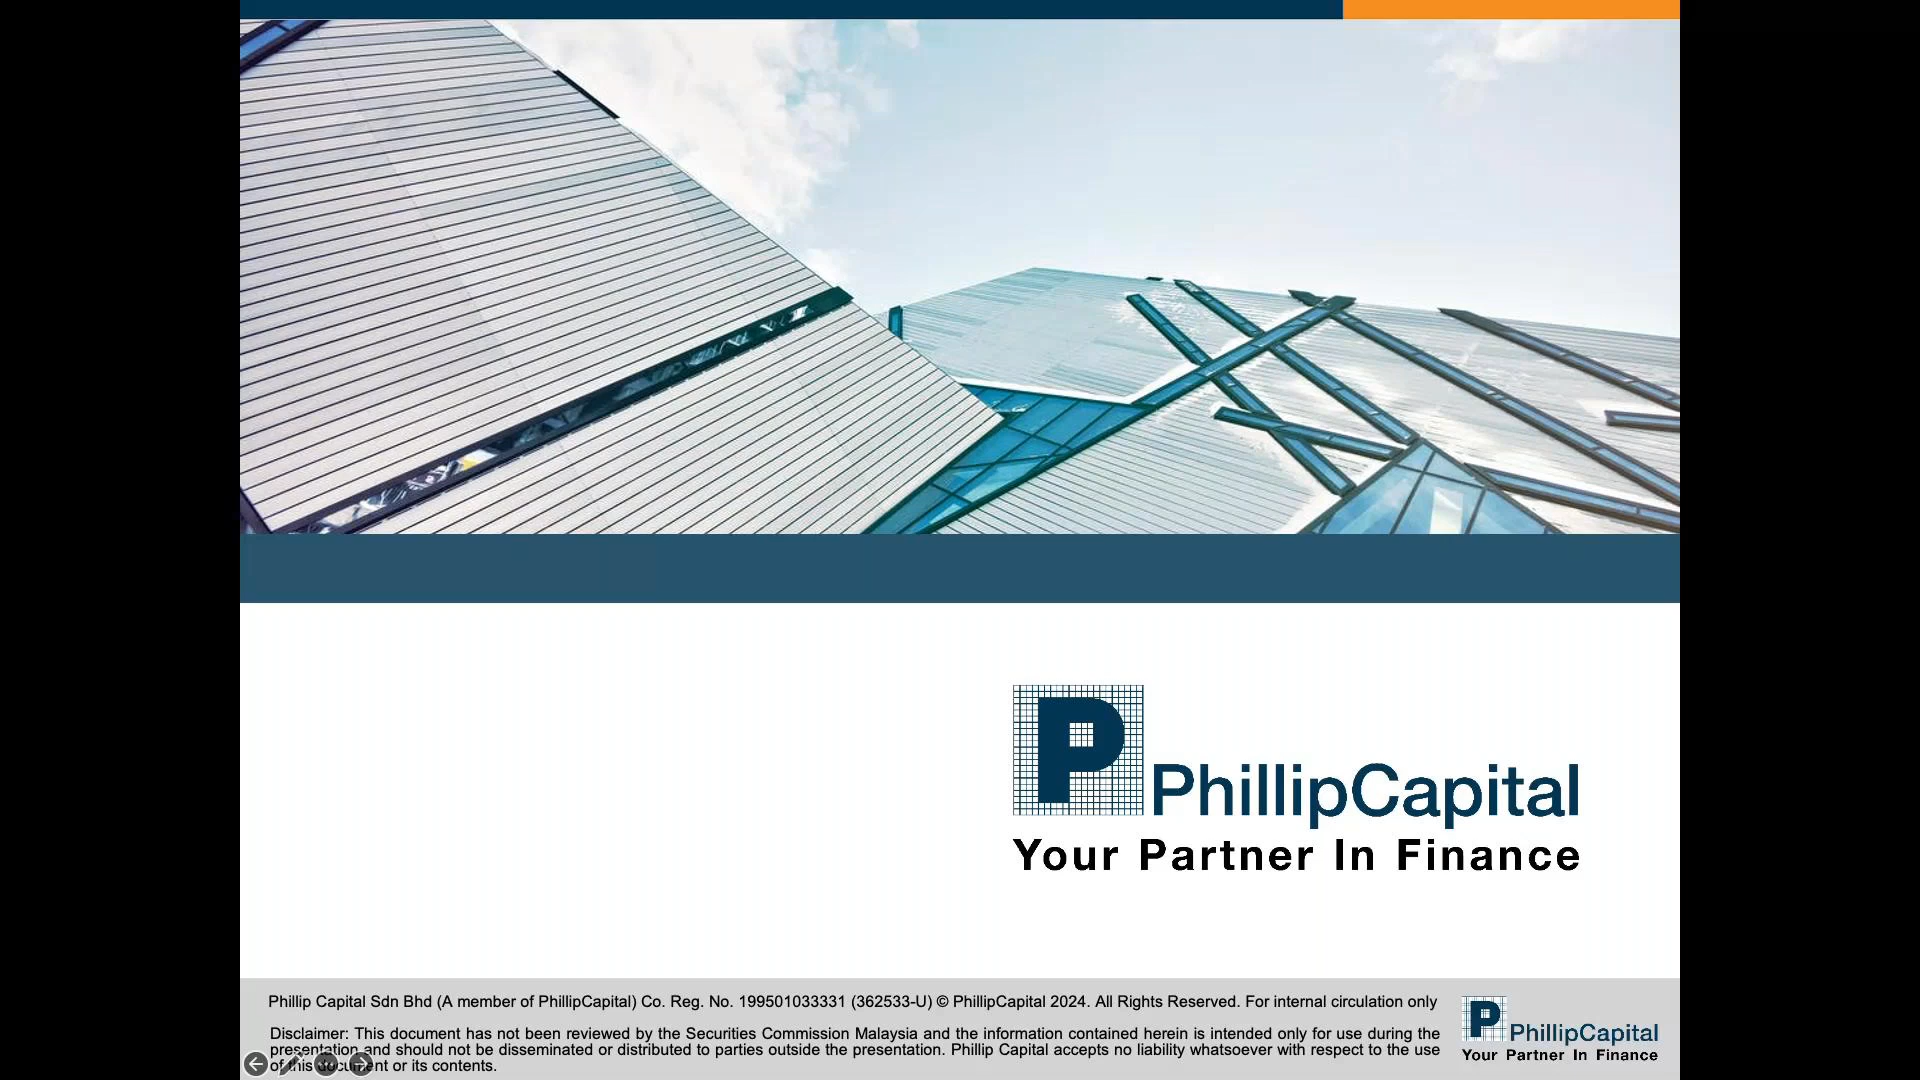 P PhillipCapital
Your Partner In Finance
Phillip Capital Sdn Bhd (A member of PhillipCapital) Co. Reg. No. 199501033331 (362533-U) © PhillipCapital 2024. All Rights Reserved. For internal circulation only
Disclaimer: This document has not been reviewed by the Securities Commission Malaysia and the information contained herein is intended only for use during the
presentation and should not be disseminated or distributed to parties outside the presentation. Phillip Capital accepts no liability whatsoever with respect to the use
of this document or its contents.
P PhillipCapital
Your Partner In Finance